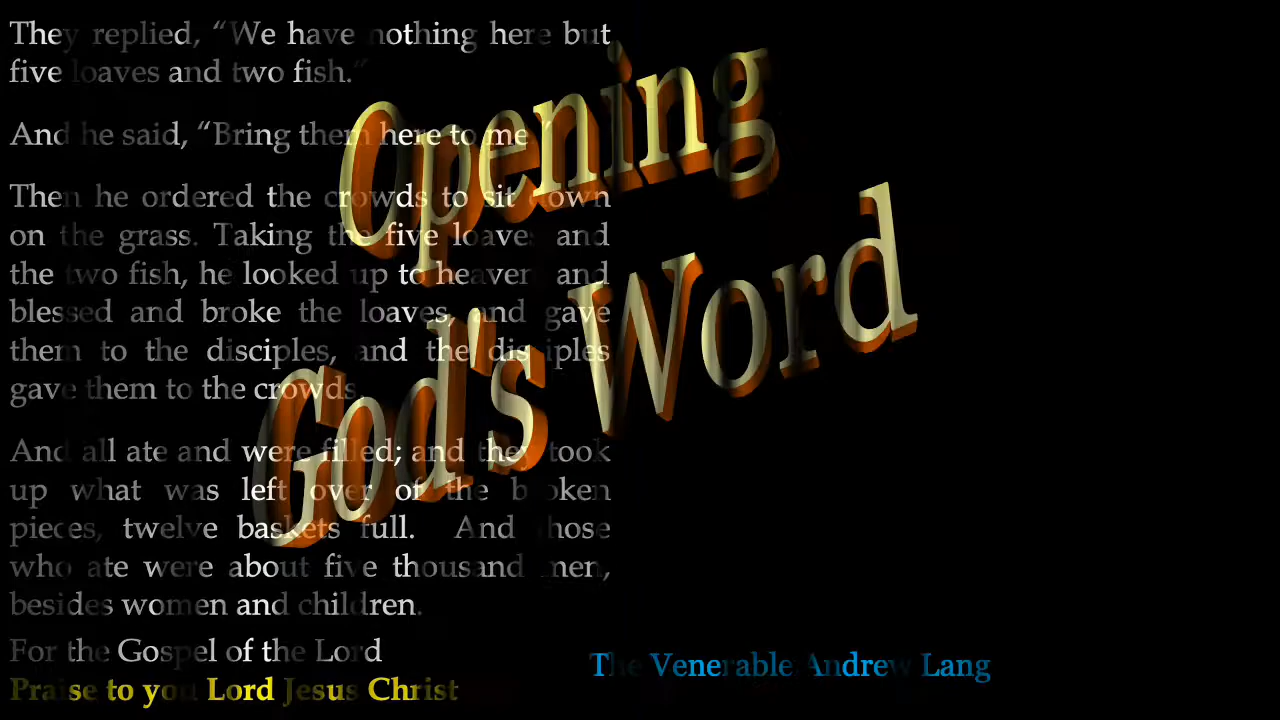 They replied, “We have nothing here but
five loaves and two fish.”
And he said, “Bring them here to me.”
Then he ordered the crowds to sit down
on the grass. Taking the five loaves and
the two fish, he looked up to heaven, and
blessed and broke the loaves, and gave
them to the disciples, and the disciples
gave them to the crowds.
And all ate and were filled; and they took
up what was left over of the broken
pieces, twelve baskets full. And those
who ate were about five thousand men,
besides women and children.
For the Gospel of the Lord
Praise to you Lord Jesus Christ
Opening
God's Word
The Venerable Andrew Lang